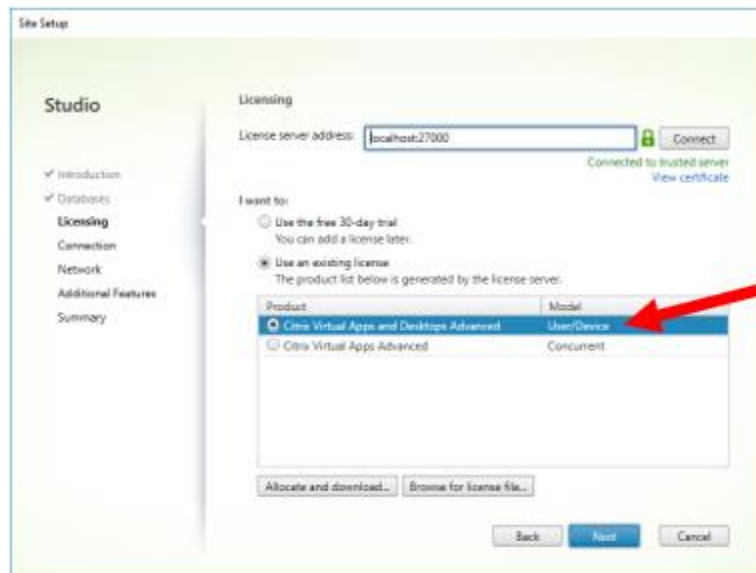 Site Setup
Studio
Introduction
Databases
Licensing
Connection
Network
Additional Features
Summary
Licensing
License server address: localhost:27000 Connect
Connected to trusted server
View certificate
I want to:
Use the free 30-day trial
You can add a license later.
Use an existing license
The product list below is generated by the license server.
Product Model
Citrix Virtual Apps and Desktops Advanced User/Device
Citrix Virtual Apps Advanced Concurrent
Allocate and download... Browse for license file...
Back Next Cancel